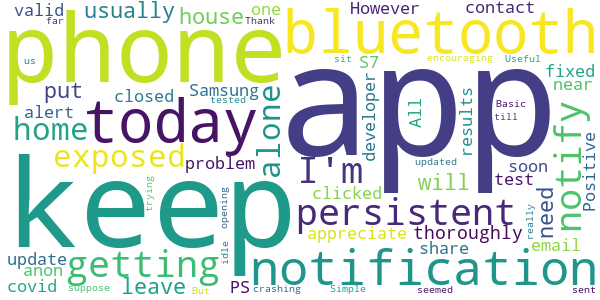 valid usually house one However contact
far Thank
phone bluetooth
us sit encouraging Useful
put closed Samsung S7 fixed
alert tested developer All results Basic near
home today alone app till notify Positive
exposed problem I'm updated soon
keep clicked will test need
trying opening persistent
getting idle really appreciate thoroughly
update share email
anon PS notification
covid leave
suppose But crashing Simple seemed sent